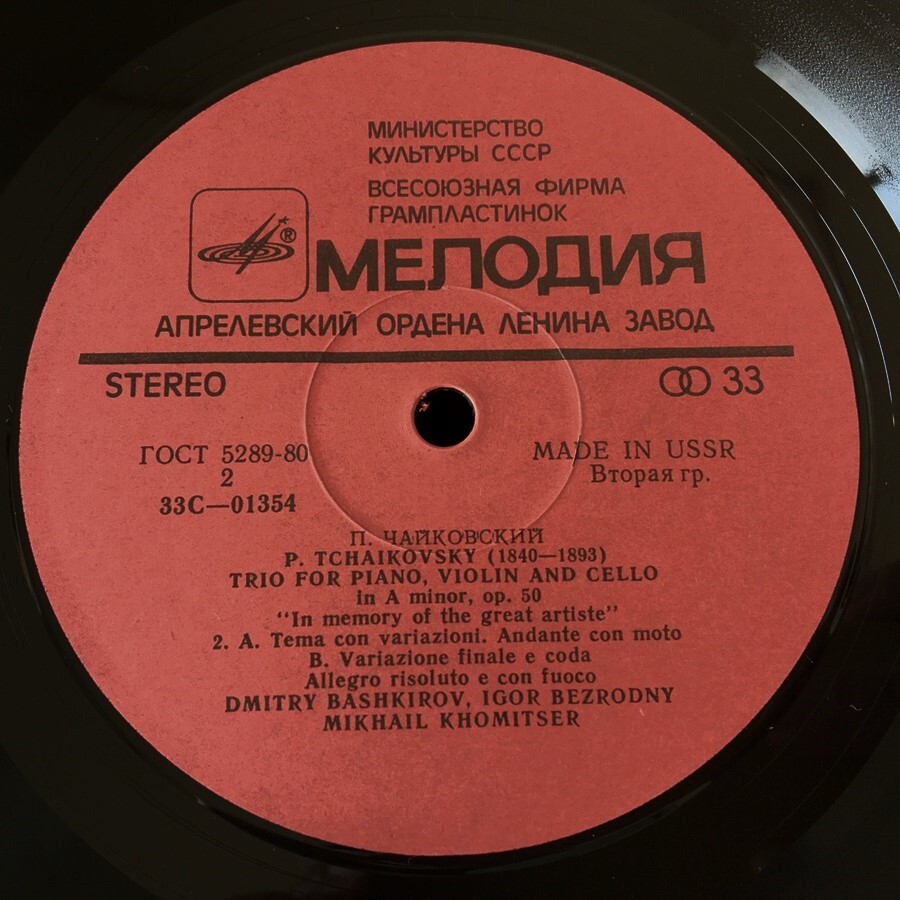 МИНИСТЕРСТВО
КУЛЬТУРЫ СССР
ВСЕСОЮЗНАЯ ФИРМА
ГРАМПЛАСТИНОК
®
МЕЛОДИЯ
АПРЕЛЕВСКИЙ ОРДЕНА ЛЕНИНА ЗАВОД
STEREO
33
ГОСТ 5289-80
2
33С—01354
MADE IN USSR
Вторая гр.
П. ЧАЙКОВСКИЙ
P. TCHAIKOVSKY (1840—1893)
TRIO FOR PIANO, VIOLIN AND CELLO
in A minor, op. 50
"In memory of the great artiste"
2. A. Tema con variazioni. Andante con moto
B. Variazione finale e coda
Allegro risoluto e con fuoco
DMITRY BASHKIROV, IGOR BEZRODNY
MIKHAIL KHOMITSER